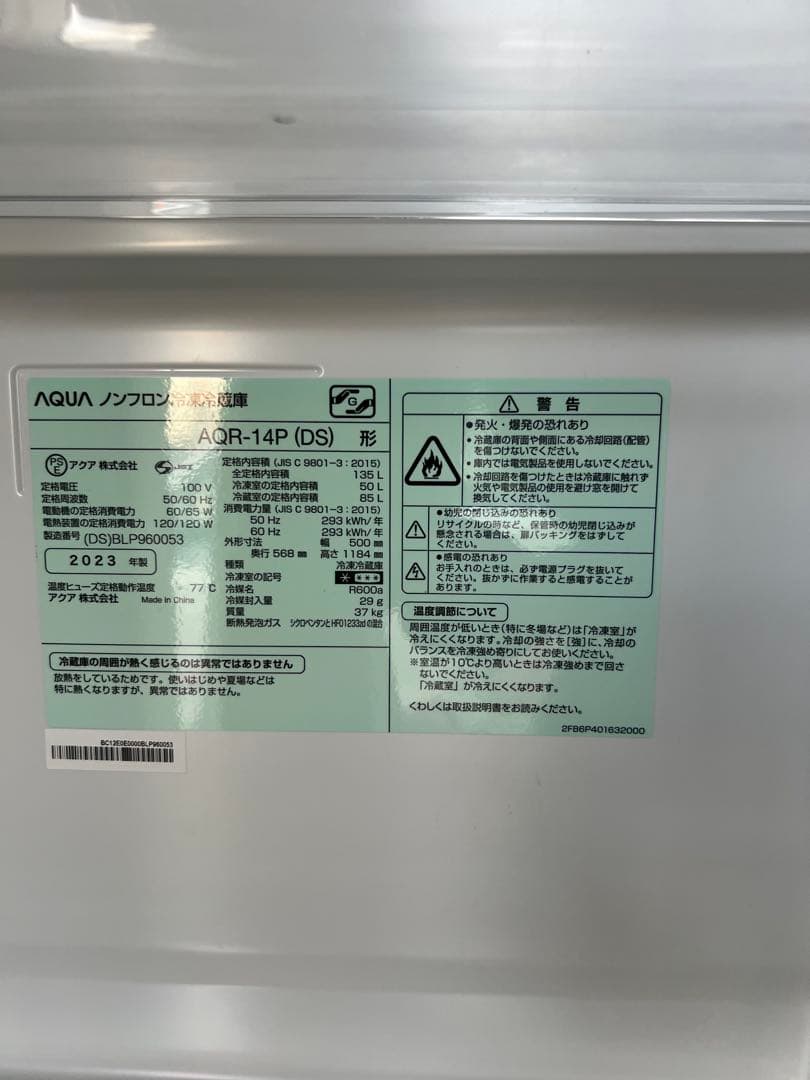 AQUA ノンフロン冷凍冷蔵庫
G
AQR-14P (DS) 形
PS E アクア 株式会社
定格電圧 100 V
定格周波数 50/60 Hz
電動機の定格消費電力 60/65 W
電熱装置の定格消費電力 120/120 W
製造番号 (DS)BLP960053
2023 年製
温度ヒューズ定格動作温度 77℃
アクア 株式会社 Made in China
定格内容積 (JIS C 9801-3 : 2015)
全定格内容積 135 L
冷凍室の定格内容積 50 L
冷蔵室の定格内容積 85 L
消費電力量 (JIS C 9801-3 : 2015)
50 Hz 293 kWh/年
60 Hz 293 kWh/年
外形寸法 幅 500 mm
奥行 568 mm 高さ 1184 mm
種類 冷凍冷蔵庫
冷凍室の記号
冷媒名 R600a
冷媒封入量 29 g
質量 37 kg
断熱発泡ガス シクロペンタンとHFO1233zdの混合
冷蔵庫の周囲が熱く感じるのは異常ではありません
放熱をしているためです。使いはじめや夏場などは
特に熱くなりますが、異常ではありません。
BC12E0E0000BLP960053
警告
●発火・爆発の恐れあり
・冷蔵庫の背面や側面にある冷却回路(配管)
を傷つけないでください。
・庫内では電気製品を使用しないでください。
・冷却回路を傷つけたときは冷蔵庫に触れず
火気や電気製品の使用を避け窓を開けて
換気してください。
●幼児の閉じ込みの恐れあり
リサイクルの時など、保管時の幼児閉じ込みが
懸念される場合は、扉パッキングをはずして
ください。
●感電の恐れあり
お手入れのときは、必ず電源プラグを抜いて
ください。抜かずに作業すると感電することが
あります。
温度調節について
周囲温度が低いとき(特に冬場など)は「冷凍室」が
冷えにくくなります。冷却の強さを[強]に、冷却の
バランスを冷凍強め寄りにしてお使いください。
※室温が10℃より高いときは冷凍強めまで回さ
ないでください。
「冷蔵室」が冷えにくくなります。
くわしくは取扱説明書をお読みください。
2FB6P401632000